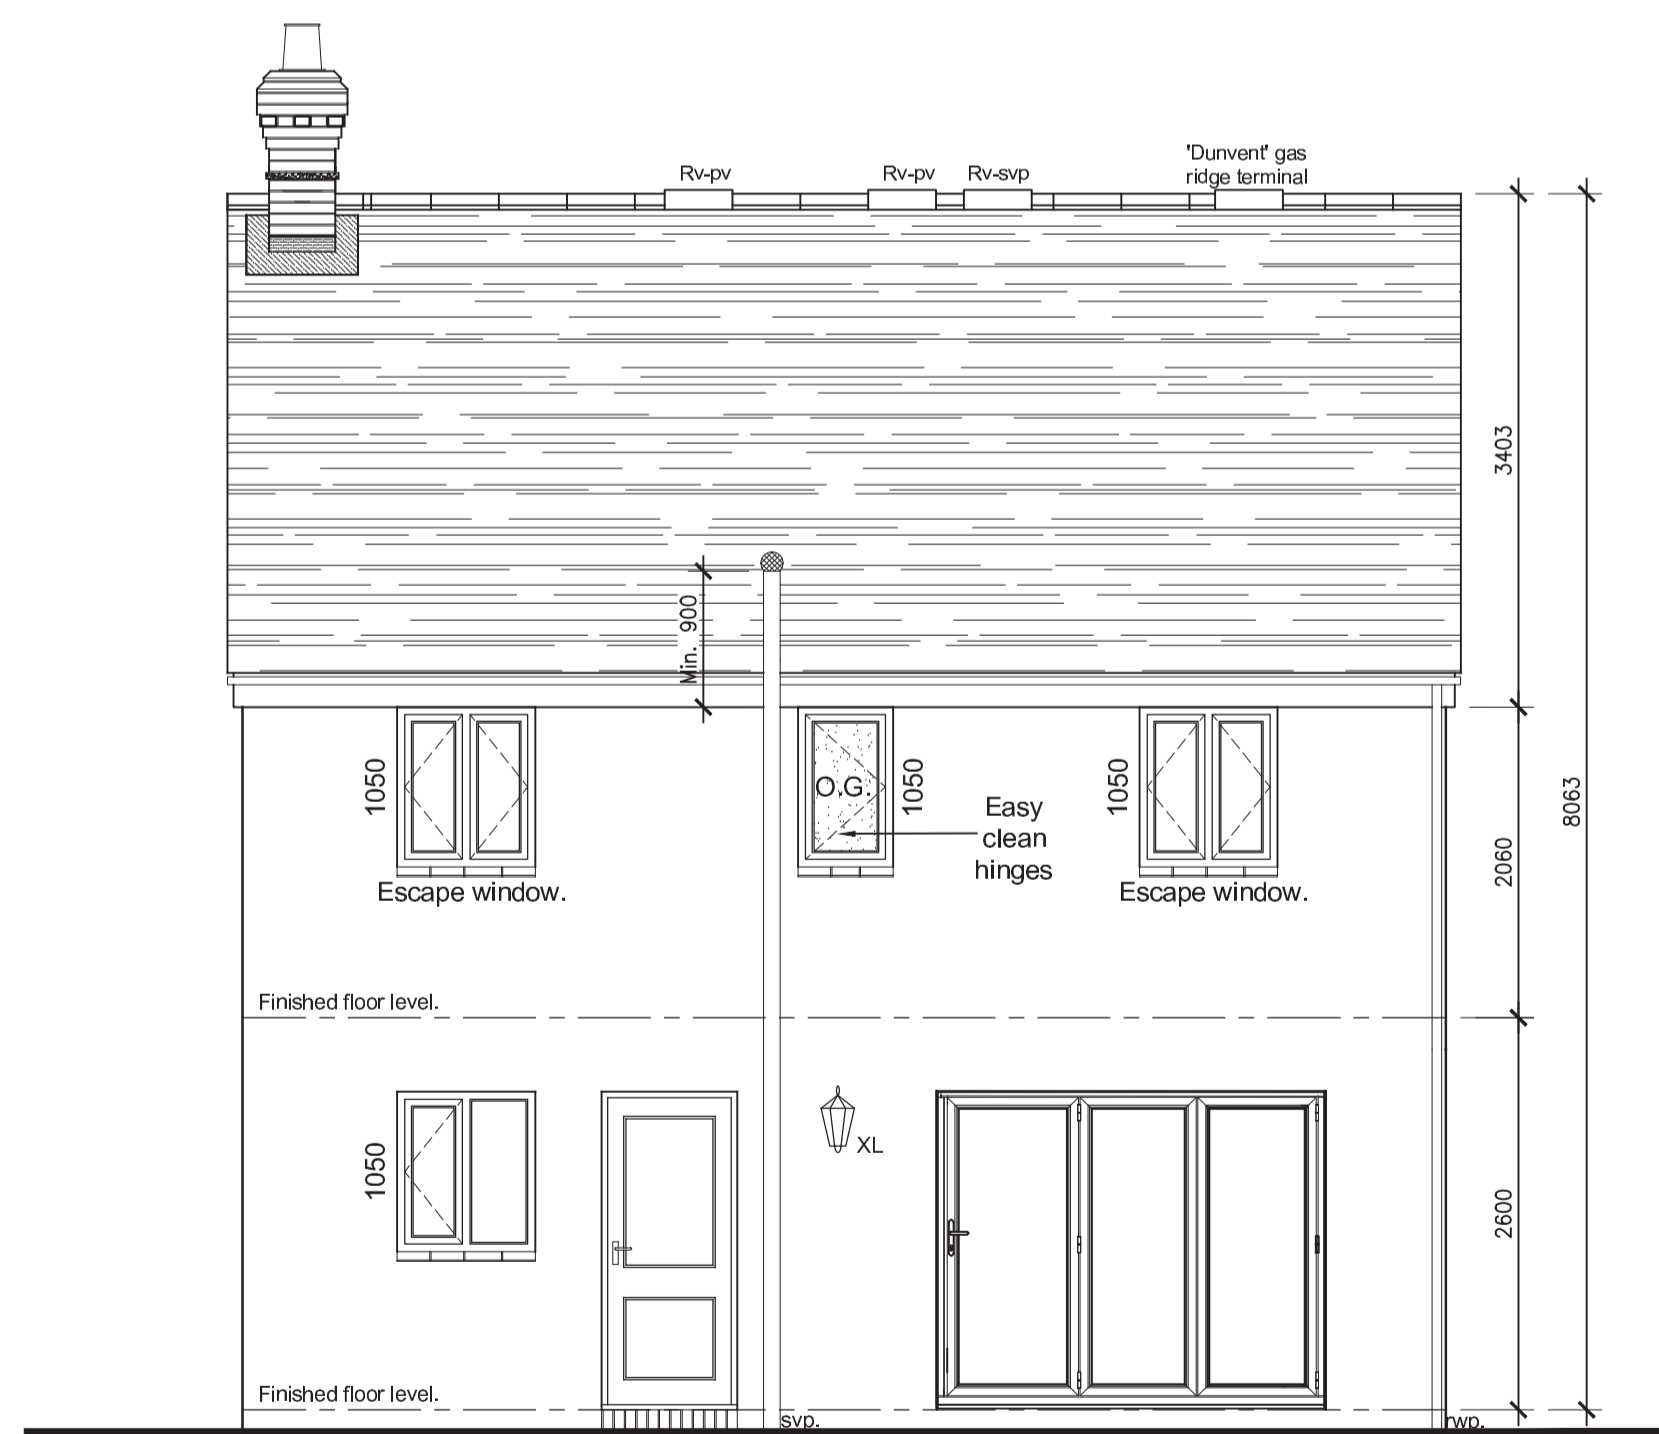 'Dunvent' gas
ridge terminal
Rv-pv
Rv-pv
Rv-svp
3403
Min. 900
1050
O.G.
1050
1050
Easy
clean
hinges
8063
2060
Escape window.
Escape window.
Finished floor level.
XL
1050
2600
Finished floor level.
svp.
rwp.